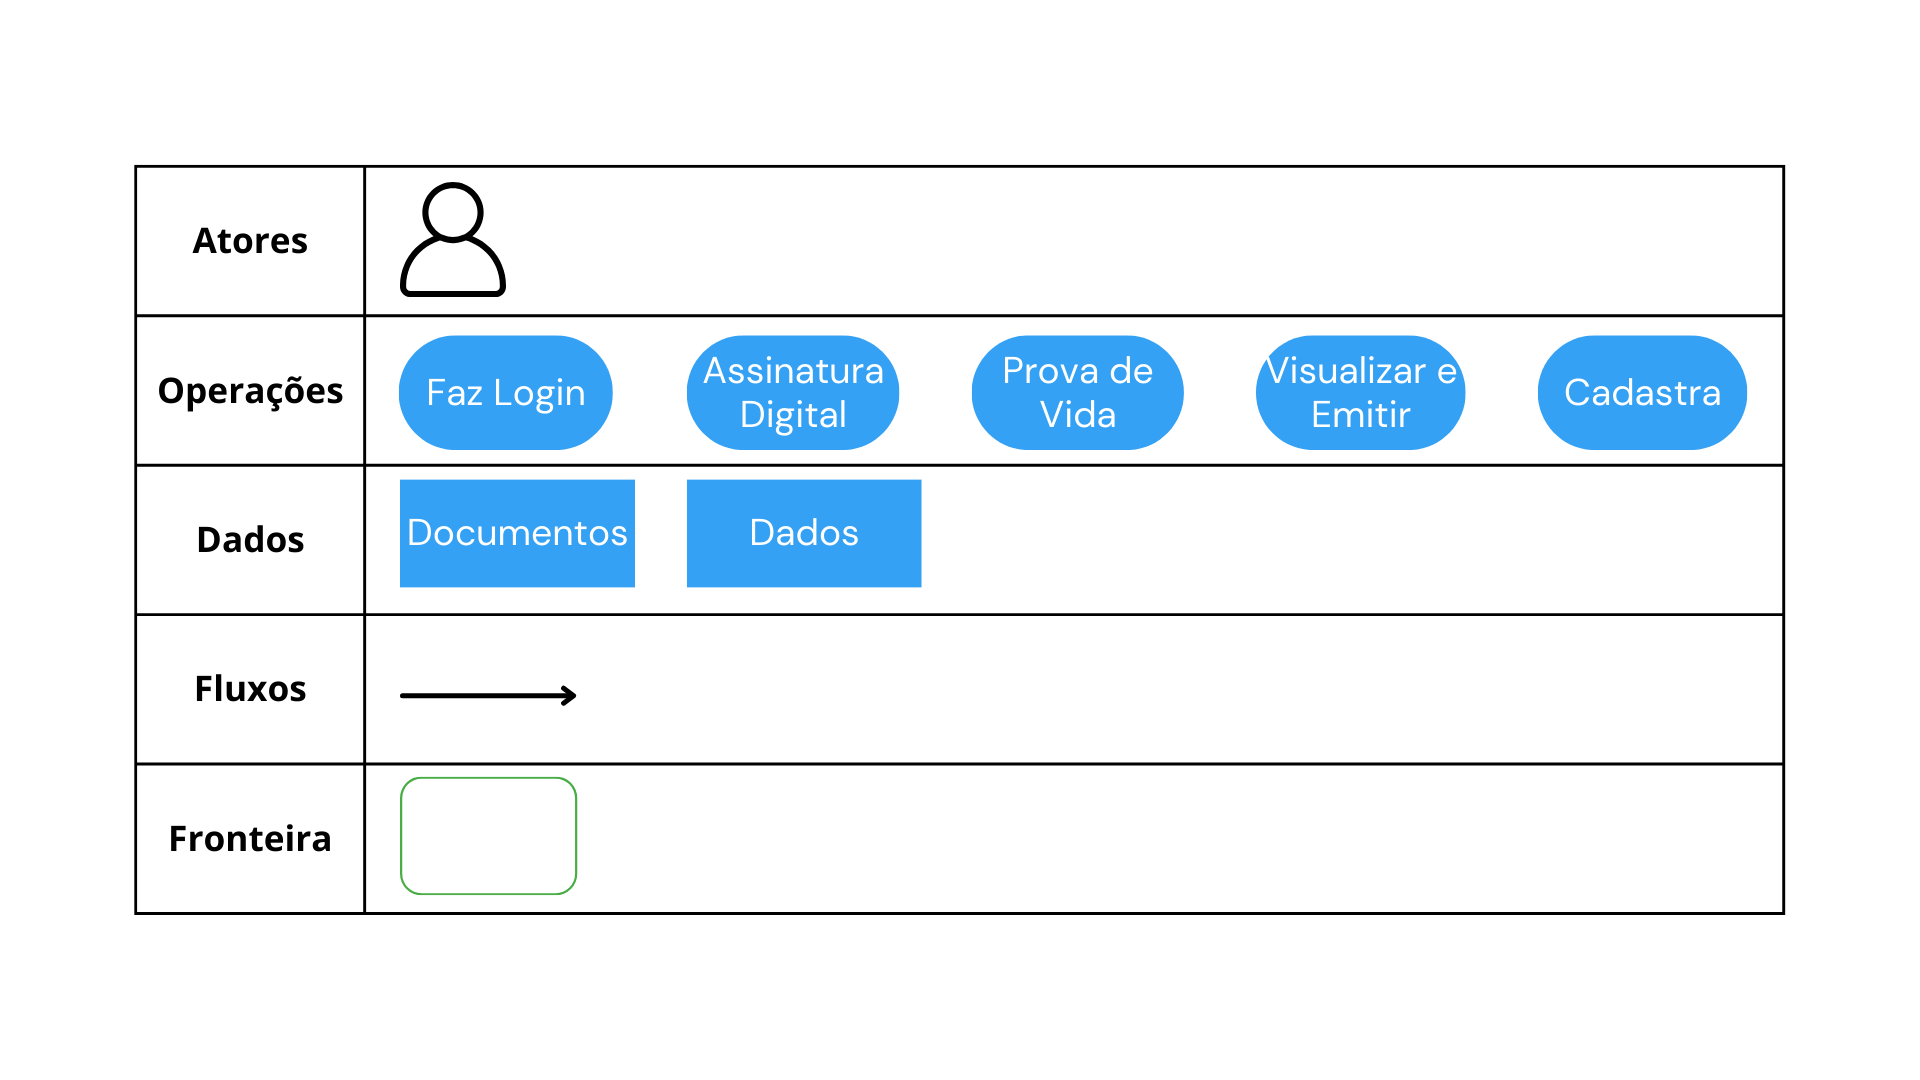 Atores
Operações
Faz Login
Assinatura
Digital
Prova de
Vida
Visualizar e
Emitir
Cadastra
Dados
Documentos
Dados
Fluxos
Fronteira